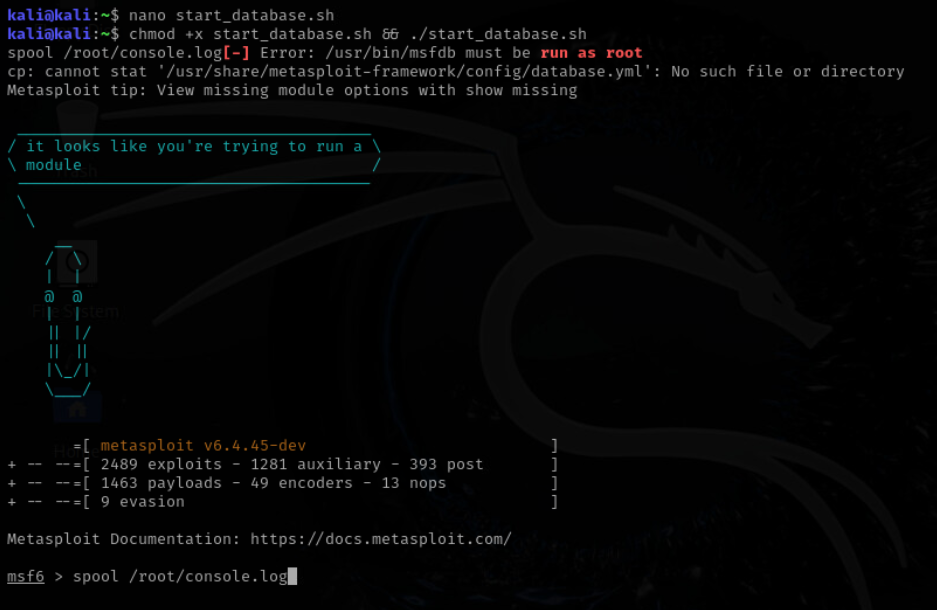 kali@kali:~$ nano start_database.sh
kali@kali:~$ chmod +x start_database.sh && ./start_database.sh
spool /root/console.log[-] Error: /usr/bin/msfdb must be run as root
cp: cannot stat '/usr/share/metasploit-framework/config/database.yml': No such file or directory
Metasploit tip: View missing module options with show missing
/ it looks like you're trying to run a \
\ module /
\
\
__
/ \
| |
@ @
File System
| |
|| |/
|| ||
|\_/|
\___/
=[ metasploit v6.4.45-dev ]
+ -- --=[ 2489 exploits - 1281 auxiliary - 393 post ]
+ -- --=[ 1463 payloads - 49 encoders - 13 nops ]
+ -- --=[ 9 evasion ]
Metasploit Documentation: https://docs.metasploit.com/
msf6 > spool /root/console.log